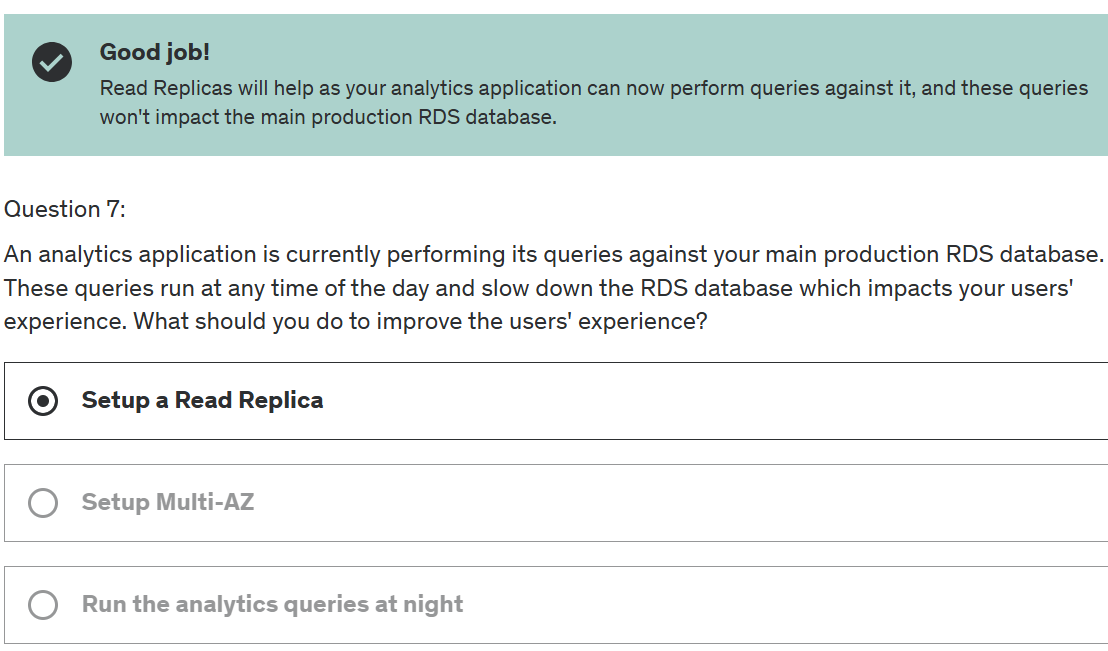 Good job!
Read Replicas will help as your analytics application can now perform queries against it, and these queries
won't impact the main production RDS database.
Question 7:
An analytics application is currently performing its queries against your main production RDS database.
These queries run at any time of the day and slow down the RDS database which impacts your users'
experience. What should you do to improve the users' experience?
Setup a Read Replica
Setup Multi-AZ
Run the analytics queries at night